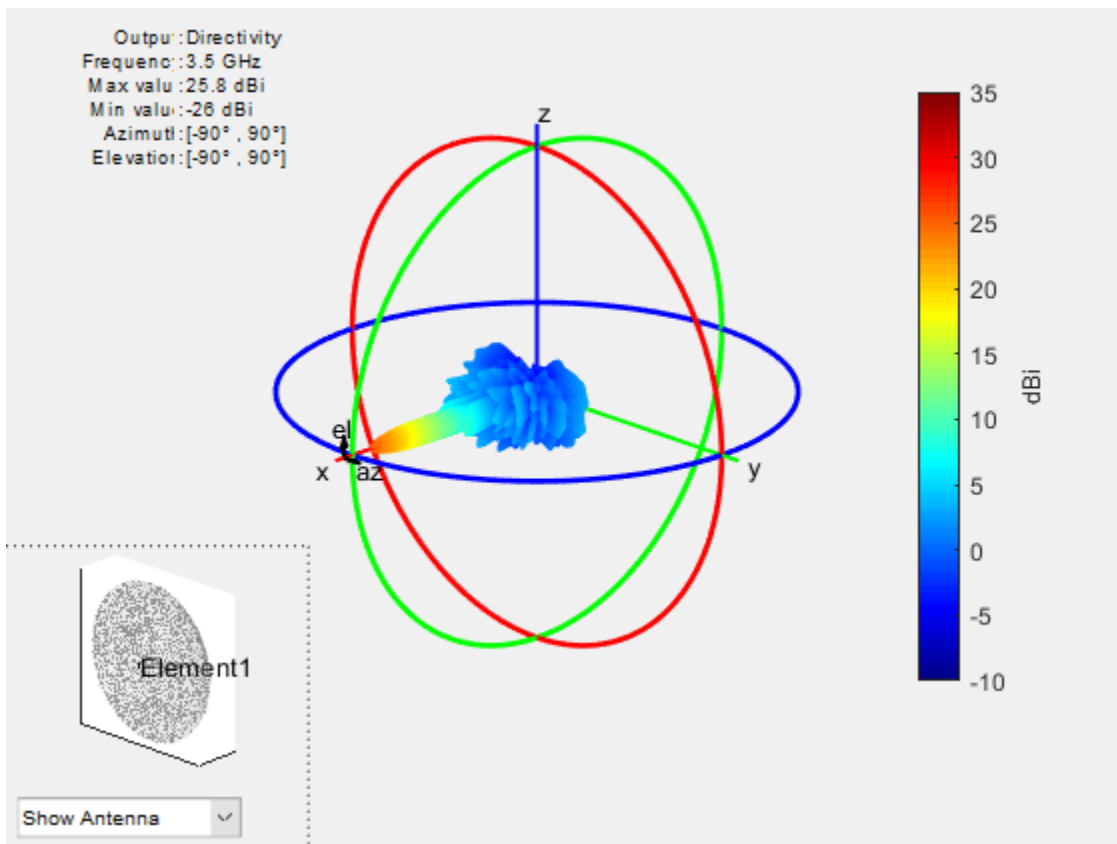 Outpu :Directivity
Frequenc :3.5 GHz
Max valu :25.8 dBi
Min valu :-26 dBi
Azimutl :[-90° , 90°]
Elevatior :[-90° , 90°]
z
el
x
az
y
35
30
25
20
15
10
5
0
-5
-10
dBi
Element1
Show Antenna